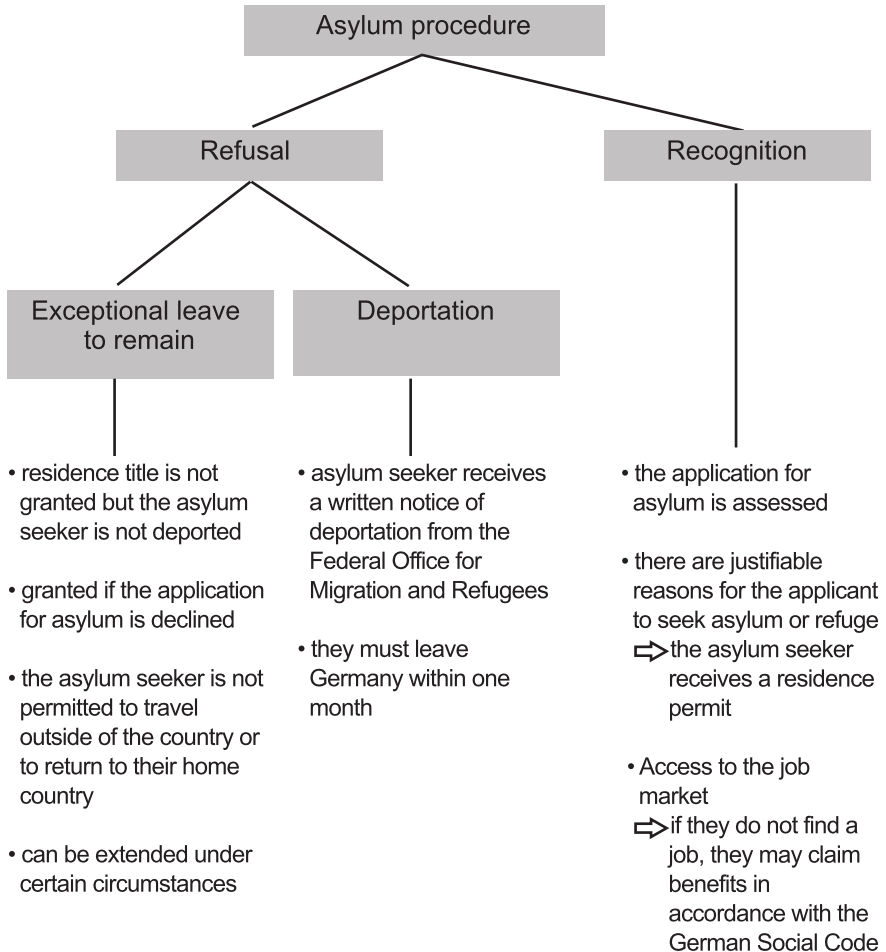 Asylum procedure
Refusal
Recognition
Exceptional leave
to remain
Deportation
• residence title is not
granted but the asylum
seeker is not deported
• granted if the application
for asylum is declined
• the asylum seeker is not
permitted to travel
outside of the country or
to return to their home
country
• can be extended under
certain circumstances
• asylum seeker receives
a written notice of
deportation from the
Federal Office for
Migration and Refugees
• they must leave
Germany within one
month
• the application for
asylum is assessed
• there are justifiable
reasons for the applicant
to seek asylum or refuge
⇨ the asylum seeker
receives a residence
permit
• Access to the job
market
⇨ if they do not find a
job, they may claim
benefits in
accordance with the
German Social Code